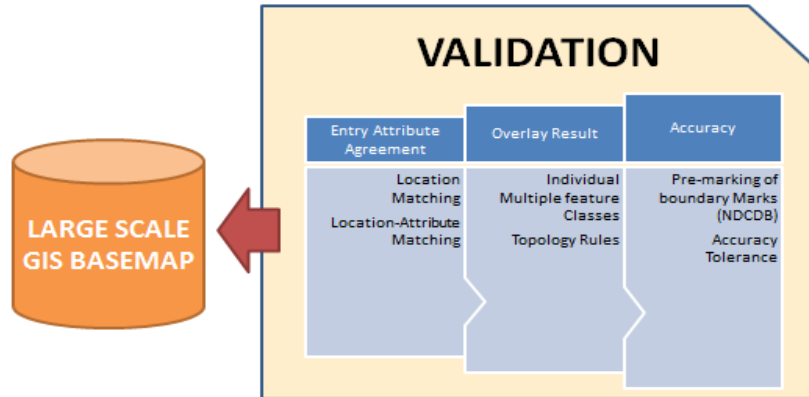 VALIDATION
Entry Attribute
Agreement
Location
Matching
Location-Attribute
Matching
Overlay Result
Individual
Multiple feature
Classes
Topology Rules
Accuracy
Pre-marking of
boundary Marks
(NDCDB)
Accuracy
Tolerance
LARGE SCALE
GIS BASEMAP